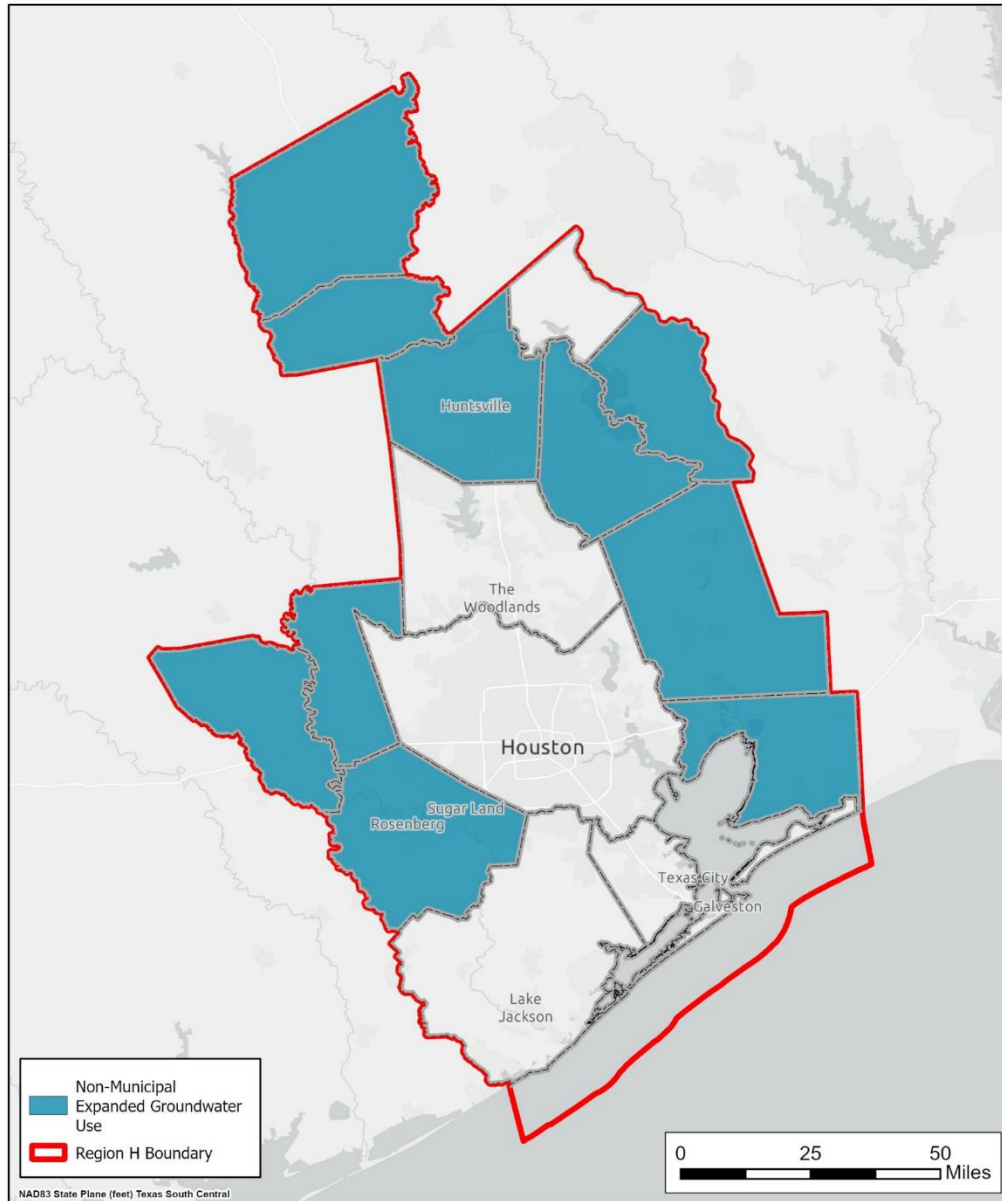 Huntsville
The
Woodlands
Houston
Sugar Land
Rosenberg
Texas City
Galveston
Lake
Jackson
Non-Municipal
Expanded Groundwater
Use
Region H Boundary
0 25 50
Miles
NAD83 State Plane (feet) Texas South Central